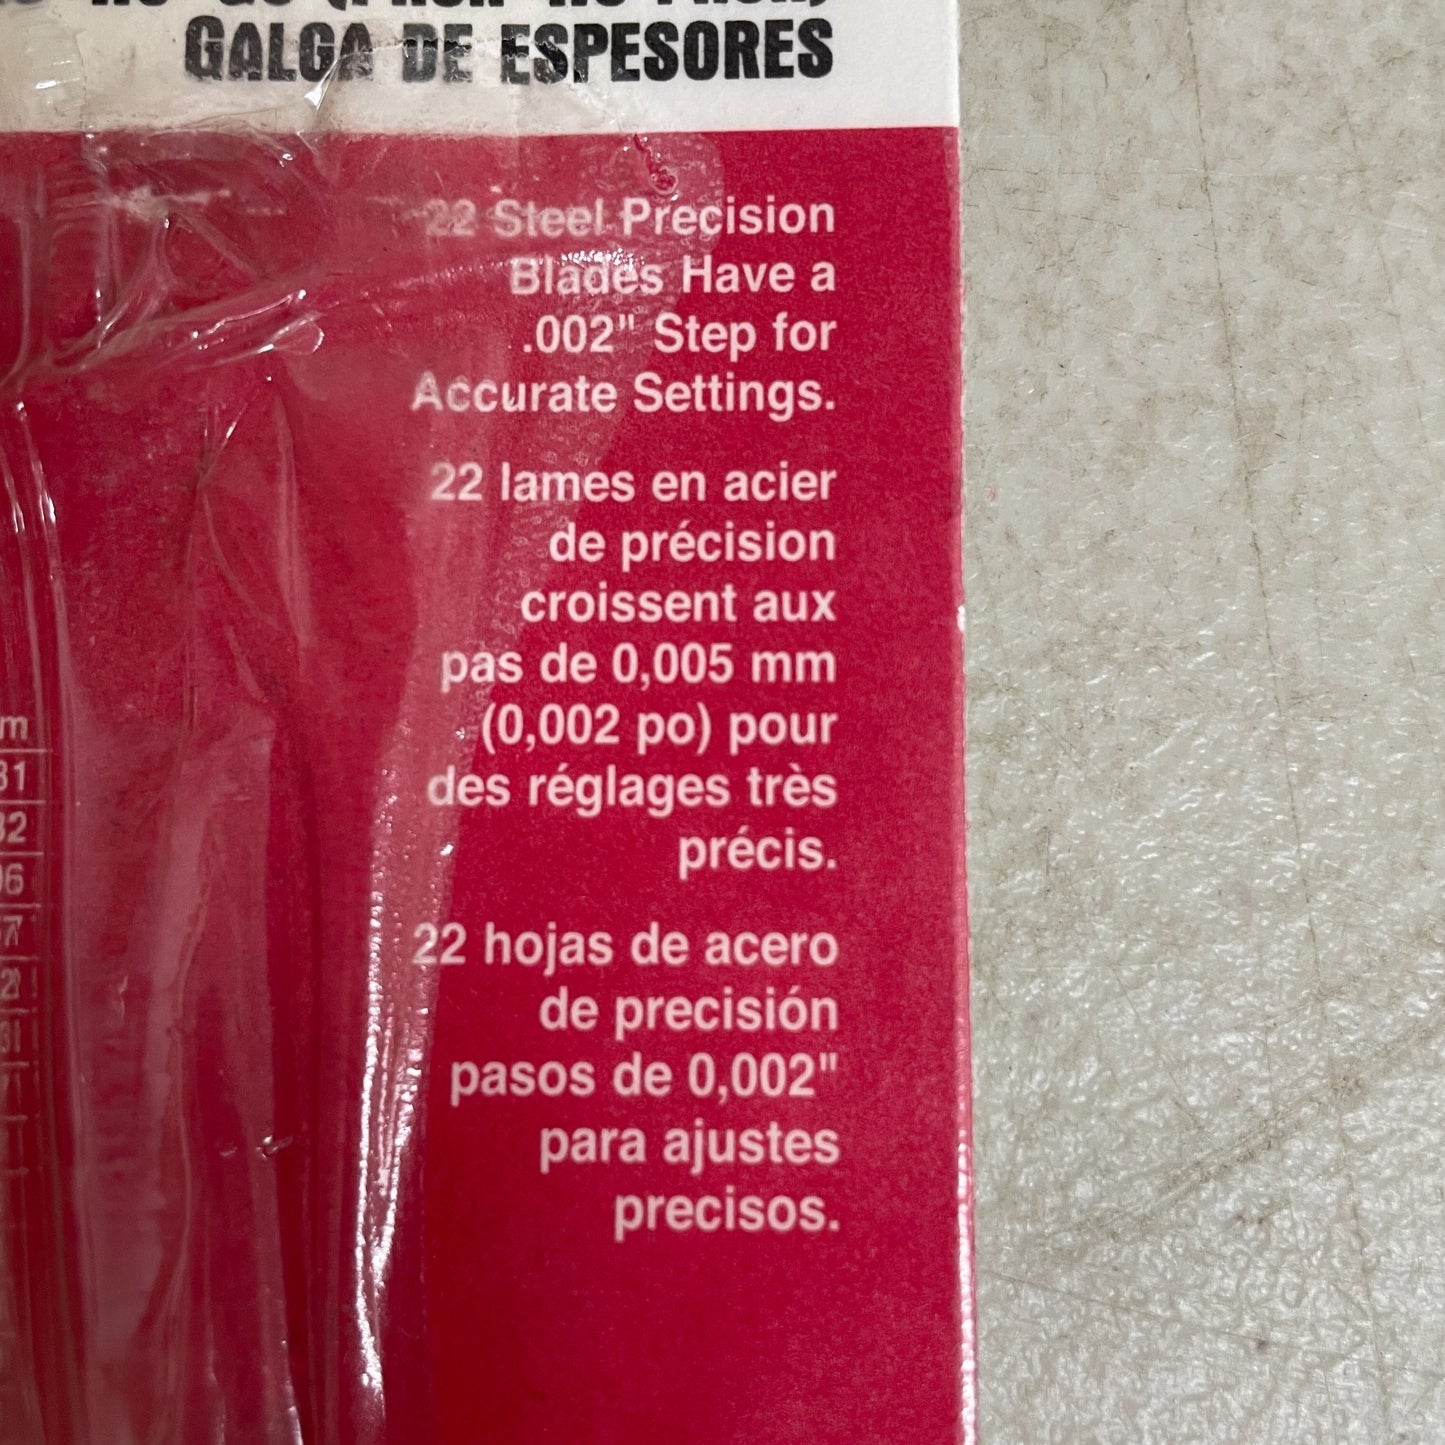 GALGA DE ESPESORES
22 Steel Precision
Blades Have a
.002" Step for
Accurate Settings.
22 lames en acier
de précision
croissent aux
pas de 0,005 mm
(0,002 po) pour
des réglages très
précis.
22 hojas de acero
de precisión
pasos de 0,002"
para ajustes
precisos.